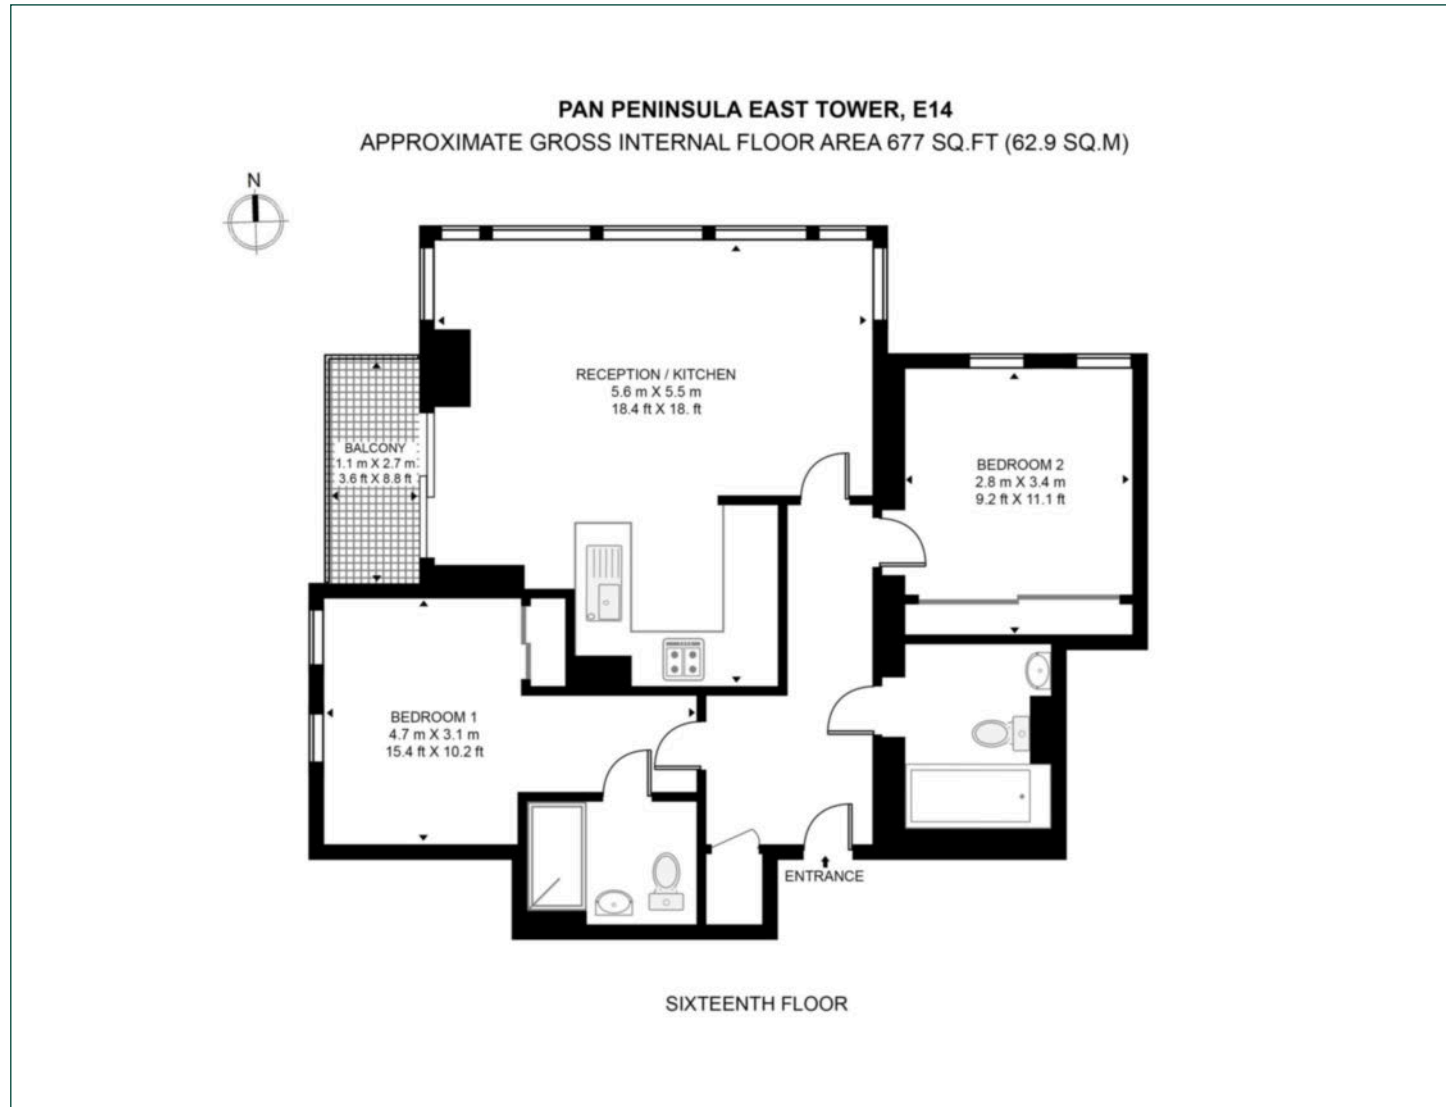 PAN PENINSULA EAST TOWER, E14
APPROXIMATE GROSS INTERNAL FLOOR AREA 677 SQ.FT (62.9 SQ.M)
N
RECEPTION / KITCHEN
5.6 m X 5.5 m
18.4 ft X 18. ft
BALCONY
1.1 m X 2.7 m
3.6 ft X 8.8 ft
BEDROOM 2
2.8 m X 3.4 m
9.2 ft X 11.1 ft
BEDROOM 1
4.7 m X 3.1 m
15.4 ft X 10.2 ft
ENTRANCE
SIXTEENTH FLOOR